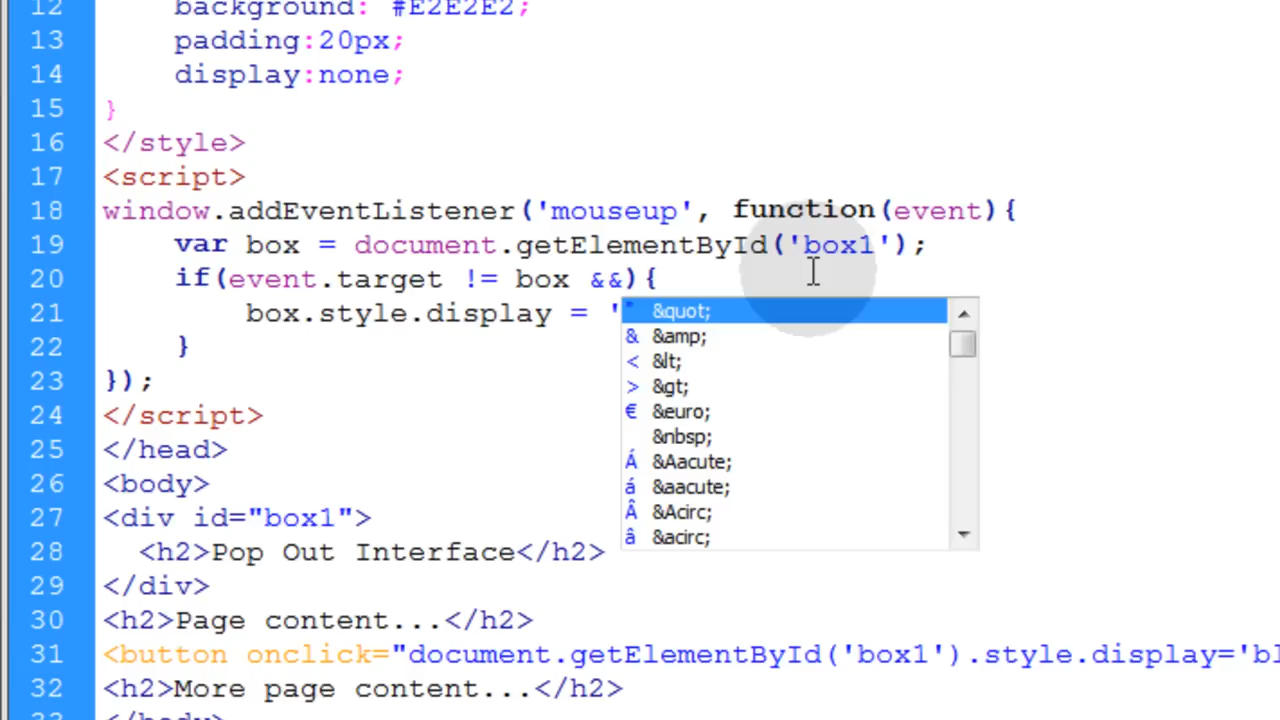 12 background: #E2E2E2;
13 padding:20px;
14 display:none;
15 }
16 </style>
17 <script>
18 window.addEventListener('mouseup', function(event){
19 var box = document.getElementById('box1');
20 if(event.target != box &&){
21 box.style.display = '
" &quot;
& &amp;
< &lt;
> &gt;
€ &euro;
&nbsp;
Á &Aacute;
á &aacute;
Â &Acirc;
â &acirc;
22 }
23 });
24 </script>
25 </head>
26 <body>
27 <div id="box1">
28 <h2>Pop Out Interface</h2>
29 </div>
30 <h2>Page content...</h2>
31 <button onclick="document.getElementById('box1').style.display='bl
32 <h2>More page content...</h2>
33 </body>